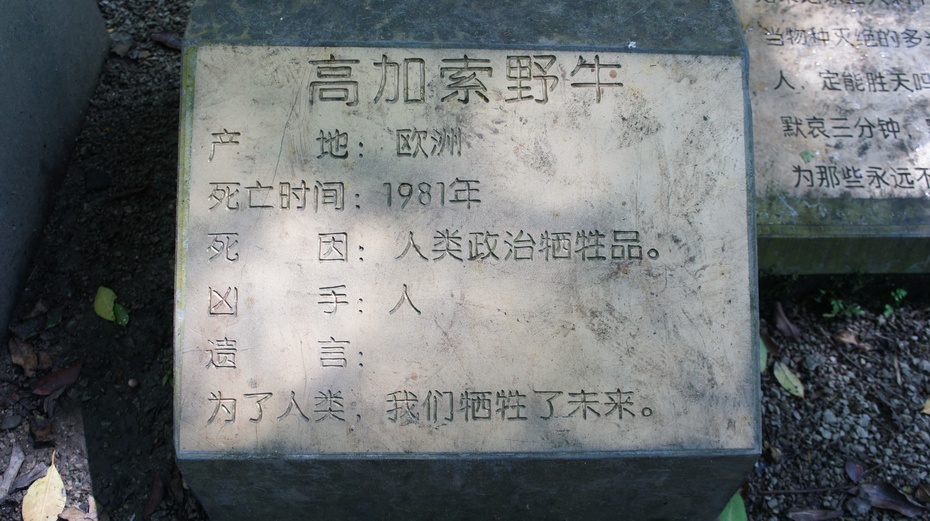 高加索野牛
产 地：欧洲
死亡时间：1981年
死 因：人类政治牺牲品。
凶 手：人
遗 言：
为了人类，我们牺牲了未来。
当物种灭绝的多
人，定能胜天吗
默哀三分钟，
为那些永远不